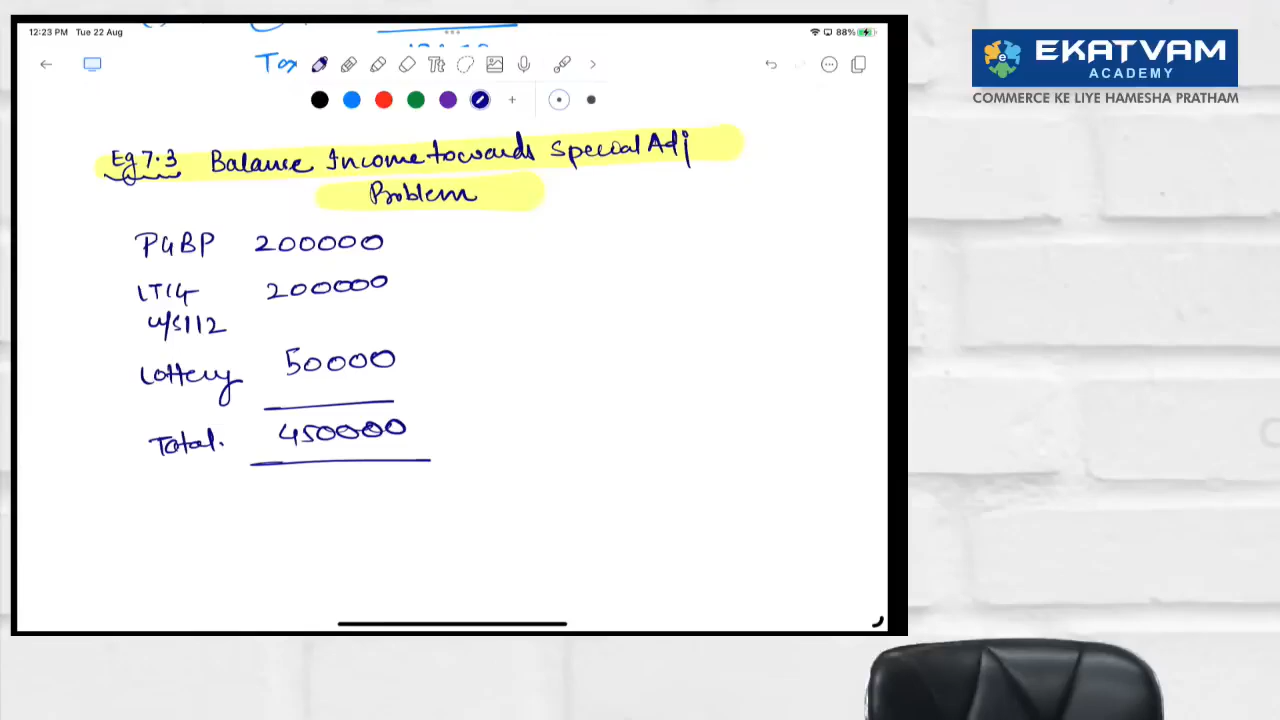 12:23 PM Tue 22 Aug
88%
Tax
EKATVAM
ACADEMY
COMMERCE KE LIYE HAMESHA PRATHAM
Eg 7.3 Balance Income towards Special Adj
Problem
PGBP 200000
LTCG 200000
u/s 112
Lottery 50000
Total. 450000